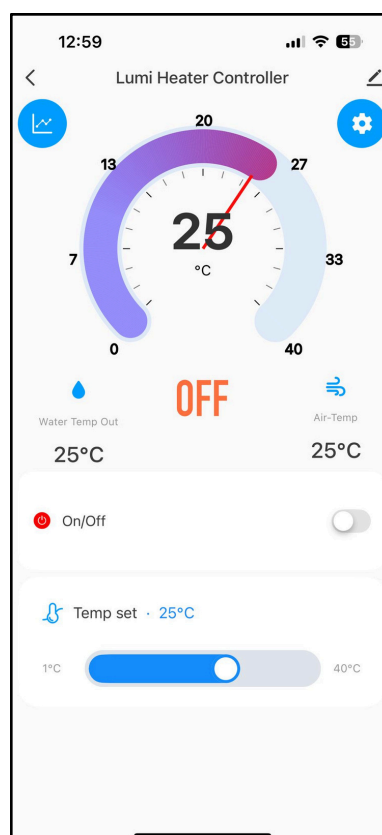 12:59
55
Lumi Heater Controller
20
13
27
25
7
33
°C
0
40
OFF
Water Temp Out
Air-Temp
25°C
25°C
On/Off
Temp set · 25°C
1°C
40°C